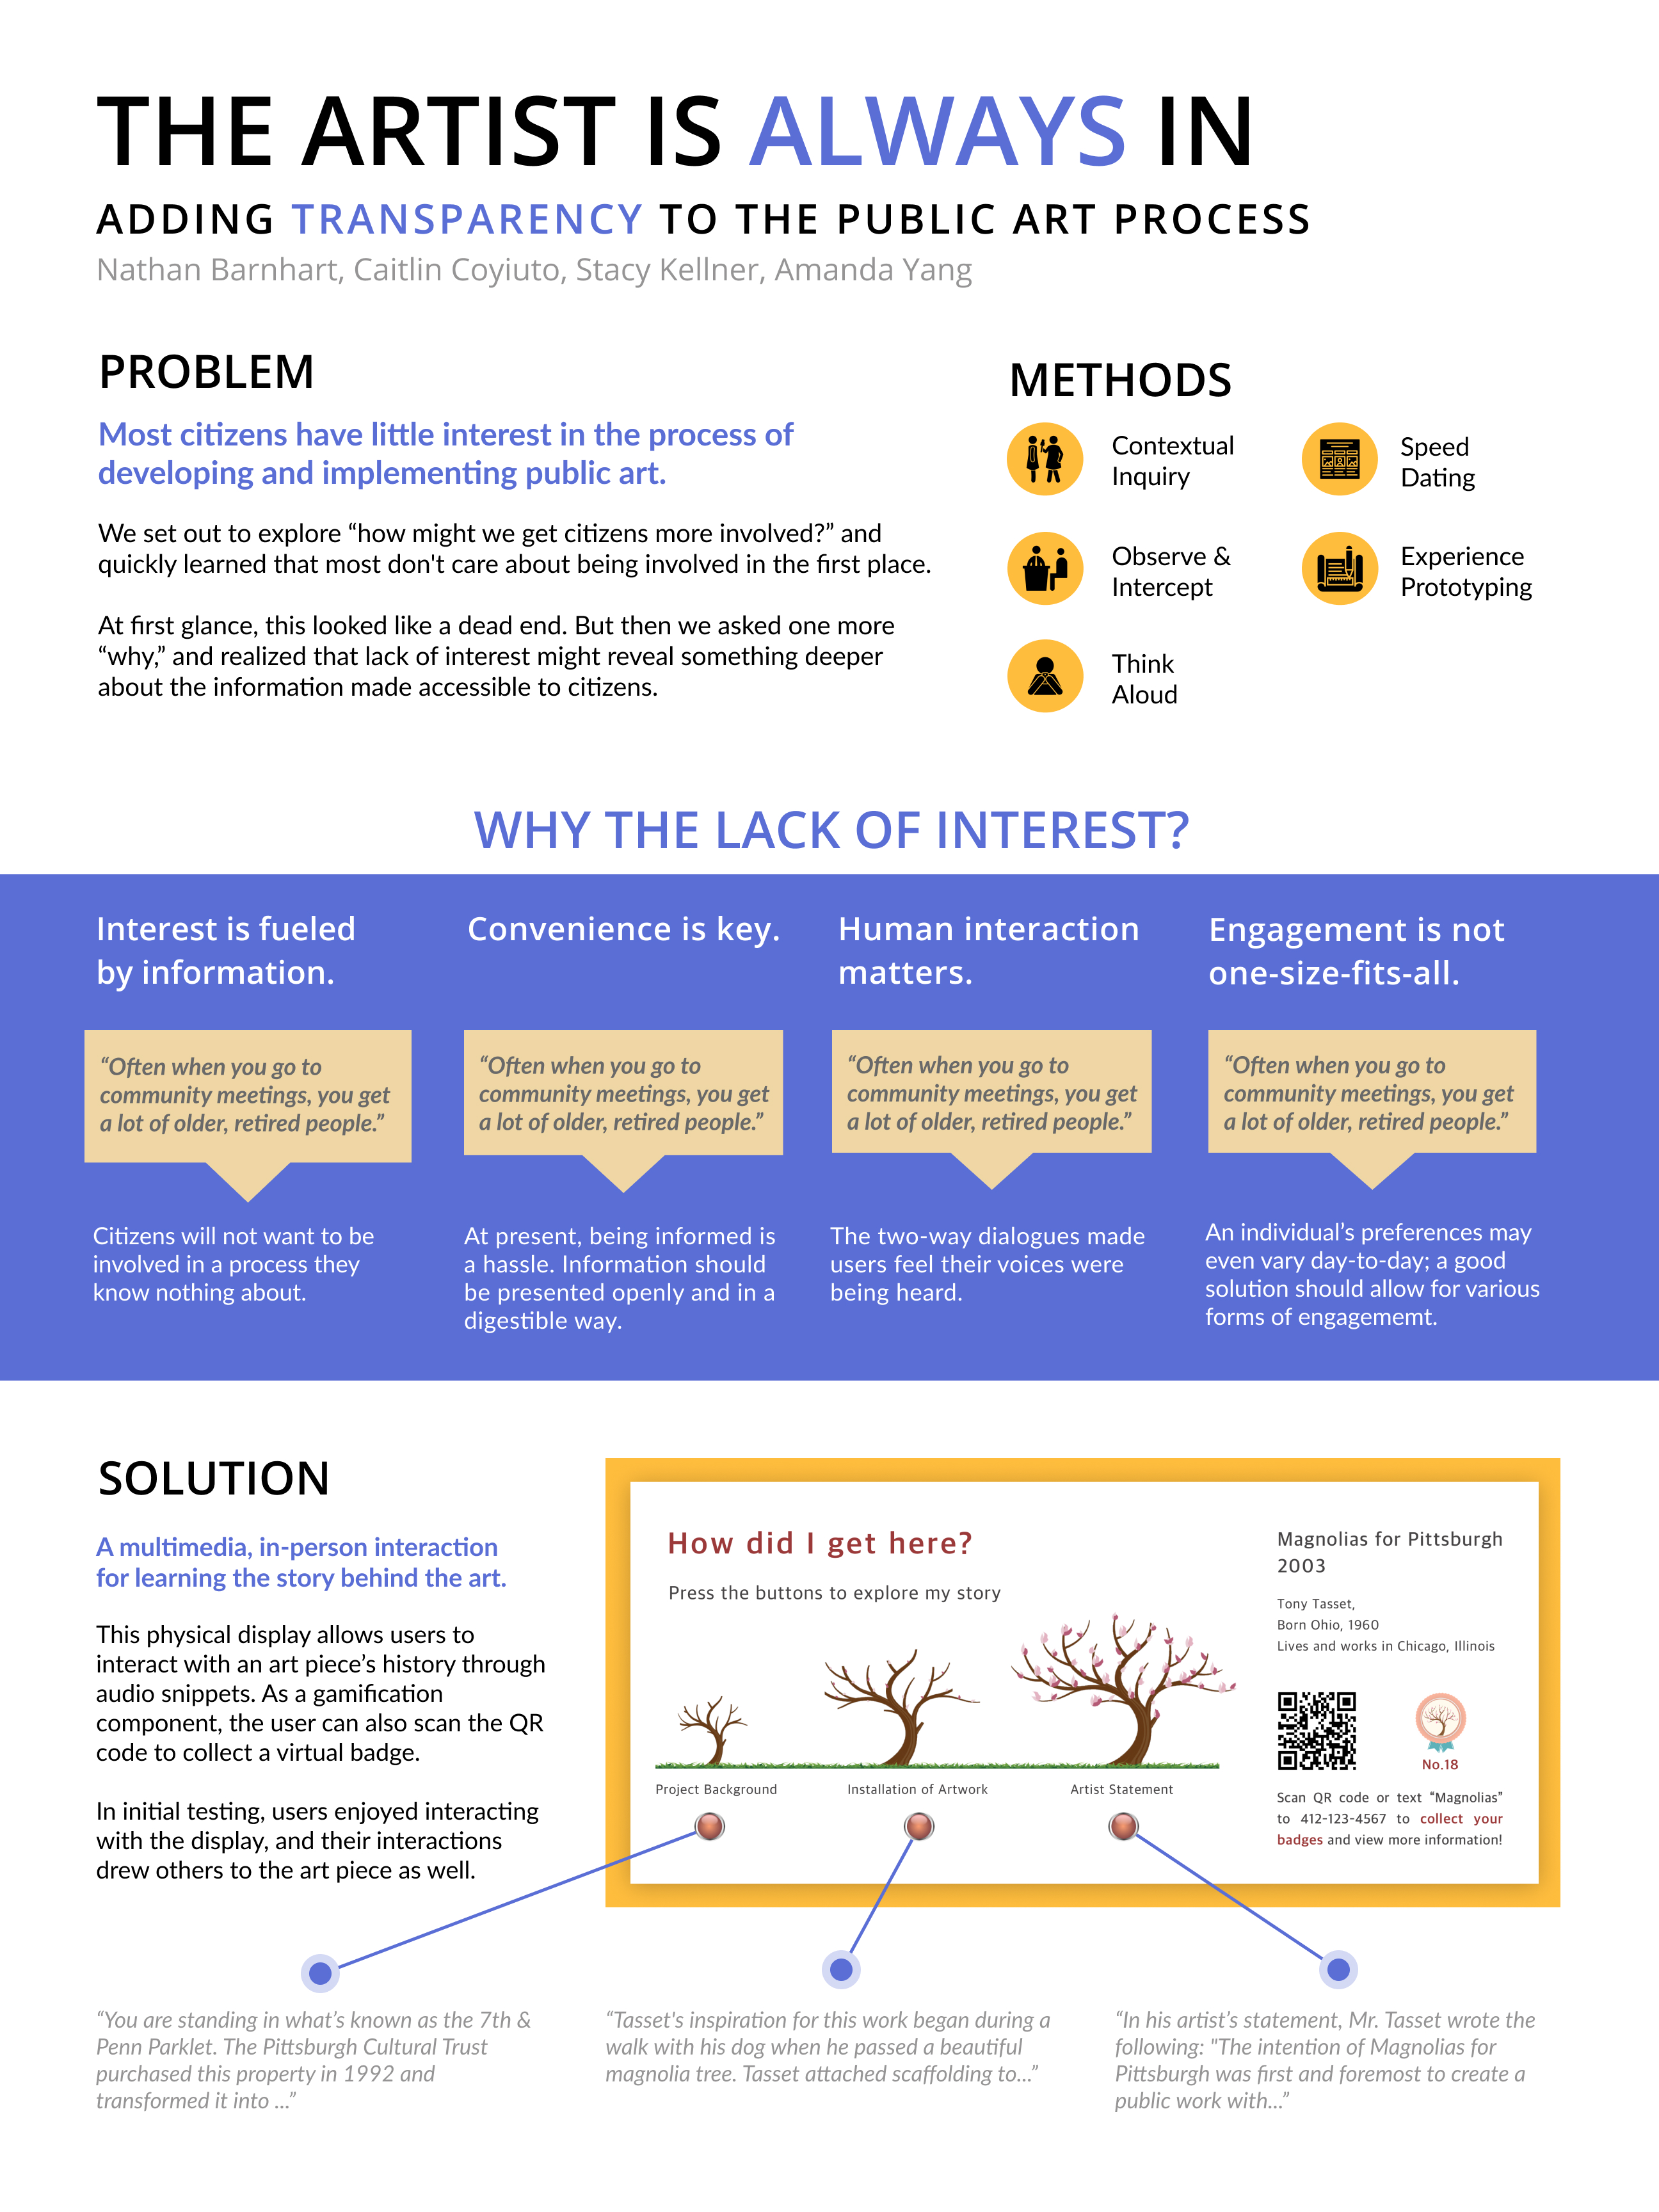 THE ARTIST IS ALWAYS IN
ADDING TRANSPARENCY TO THE PUBLIC ART PROCESS
Nathan Barnhart, Caitlin Coyiuto, Stacy Kellner, Amanda Yang
PROBLEM
Most citizens have little interest in the process of
developing and implementing public art.
We set out to explore “how might we get citizens more involved?” and
quickly learned that most don't care about being involved in the first place.
At first glance, this looked like a dead end. But then we asked one more
“why,” and realized that lack of interest might reveal something deeper
about the information made accessible to citizens.
METHODS
Contextual
Inquiry
Speed
Dating
Observe &
Intercept
Experience
Prototyping
Think
Aloud
WHY THE LACK OF INTEREST?
Interest is fueled
by information.
“Often when you go to
community meetings, you get
a lot of older, retired people.”
Citizens will not want to be
involved in a process they
know nothing about.
Convenience is key.
“Often when you go to
community meetings, you get
a lot of older, retired people.”
At present, being informed is
a hassle. Information should
be presented openly and in a
digestible way.
Human interaction
matters.
“Often when you go to
community meetings, you get
a lot of older, retired people.”
The two-way dialogues made
users feel their voices were
being heard.
Engagement is not
one-size-fits-all.
“Often when you go to
community meetings, you get
a lot of older, retired people.”
An individual’s preferences may
even vary day-to-day; a good
solution should allow for various
forms of engagememt.
SOLUTION
A multimedia, in-person interaction
for learning the story behind the art.
This physical display allows users to
interact with an art piece’s history through
audio snippets. As a gamification
component, the user can also scan the QR
code to collect a virtual badge.
In initial testing, users enjoyed interacting
with the display, and their interactions
drew others to the art piece as well.
How did I get here?
Press the buttons to explore my story
Project Background
Installation of Artwork
Artist Statement
Magnolias for Pittsburgh
2003
Tony Tasset,
Born Ohio, 1960
Lives and works in Chicago, Illinois
No.18
Scan QR code or text “Magnolias”
to 412-123-4567 to collect your
badges and view more information!
“You are standing in what’s known as the 7th &
Penn Parklet. The Pittsburgh Cultural Trust
purchased this property in 1992 and
transformed it into ...”
“Tasset's inspiration for this work began during a
walk with his dog when he passed a beautiful
magnolia tree. Tasset attached scaffolding to...”
“In his artist’s statement, Mr. Tasset wrote the
following: "The intention of Magnolias for
Pittsburgh was first and foremost to create a
public work with...”